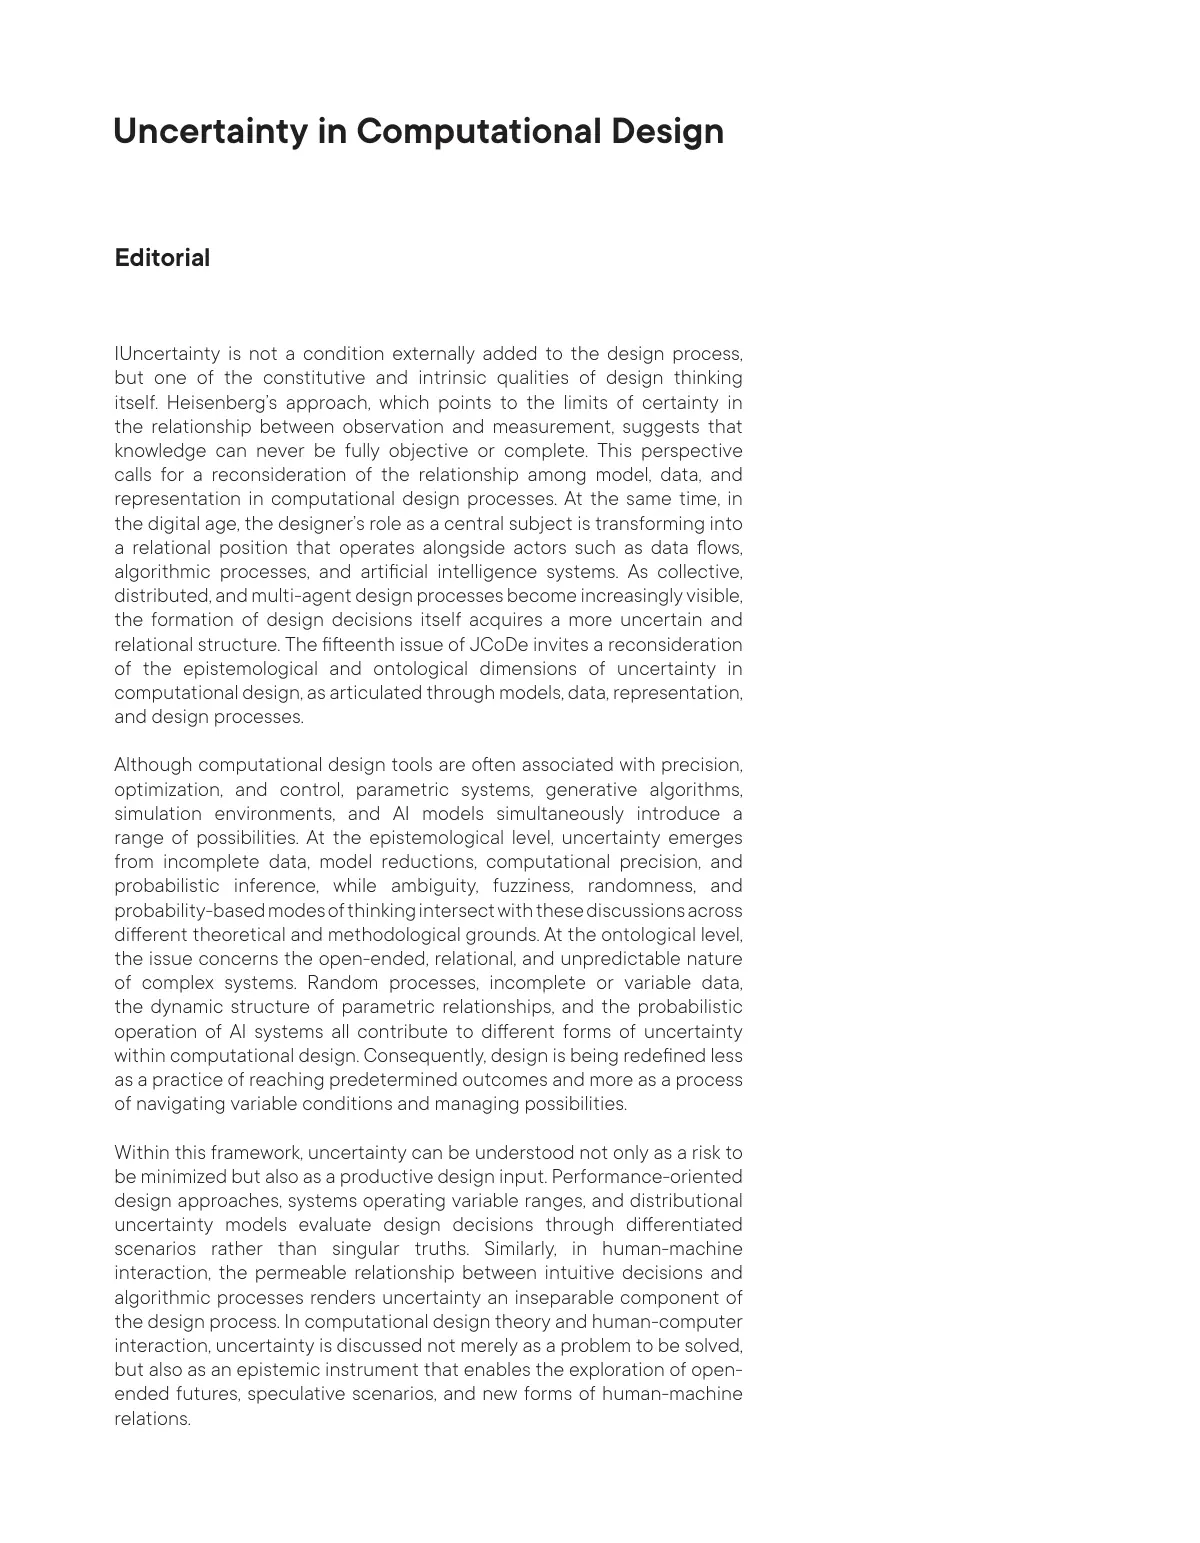 Uncertainty in Computational Design
Editorial
IUncertainty is not a condition externally added to the design process,
but one of the constitutive and intrinsic qualities of design thinking
itself. Heisenberg’s approach, which points to the limits of certainty in
the relationship between observation and measurement, suggests that
knowledge can never be fully objective or complete. This perspective
calls for a reconsideration of the relationship among model, data, and
representation in computational design processes. At the same time, in
the digital age, the designer’s role as a central subject is transforming into
a relational position that operates alongside actors such as data flows,
algorithmic processes, and artificial intelligence systems. As collective,
distributed, and multi-agent design processes become increasingly visible,
the formation of design decisions itself acquires a more uncertain and
relational structure. The fifteenth issue of JCoDe invites a reconsideration
of the epistemological and ontological dimensions of uncertainty in
computational design, as articulated through models, data, representation,
and design processes.
Although computational design tools are often associated with precision,
optimization, and control, parametric systems, generative algorithms,
simulation environments, and AI models simultaneously introduce a
range of possibilities. At the epistemological level, uncertainty emerges
from incomplete data, model reductions, computational precision, and
probabilistic inference, while ambiguity, fuzziness, randomness, and
probability-based modes of thinking intersect with these discussions across
different theoretical and methodological grounds. At the ontological level,
the issue concerns the open-ended, relational, and unpredictable nature
of complex systems. Random processes, incomplete or variable data,
the dynamic structure of parametric relationships, and the probabilistic
operation of AI systems all contribute to different forms of uncertainty
within computational design. Consequently, design is being redefined less
as a practice of reaching predetermined outcomes and more as a process
of navigating variable conditions and managing possibilities.
Within this framework, uncertainty can be understood not only as a risk to
be minimized but also as a productive design input. Performance-oriented
design approaches, systems operating variable ranges, and distributional
uncertainty models evaluate design decisions through differentiated
scenarios rather than singular truths. Similarly, in human-machine
interaction, the permeable relationship between intuitive decisions and
algorithmic processes renders uncertainty an inseparable component of
the design process. In computational design theory and human-computer
interaction, uncertainty is discussed not merely as a problem to be solved,
but also as an epistemic instrument that enables the exploration of open-
ended futures, speculative scenarios, and new forms of human-machine
relations.